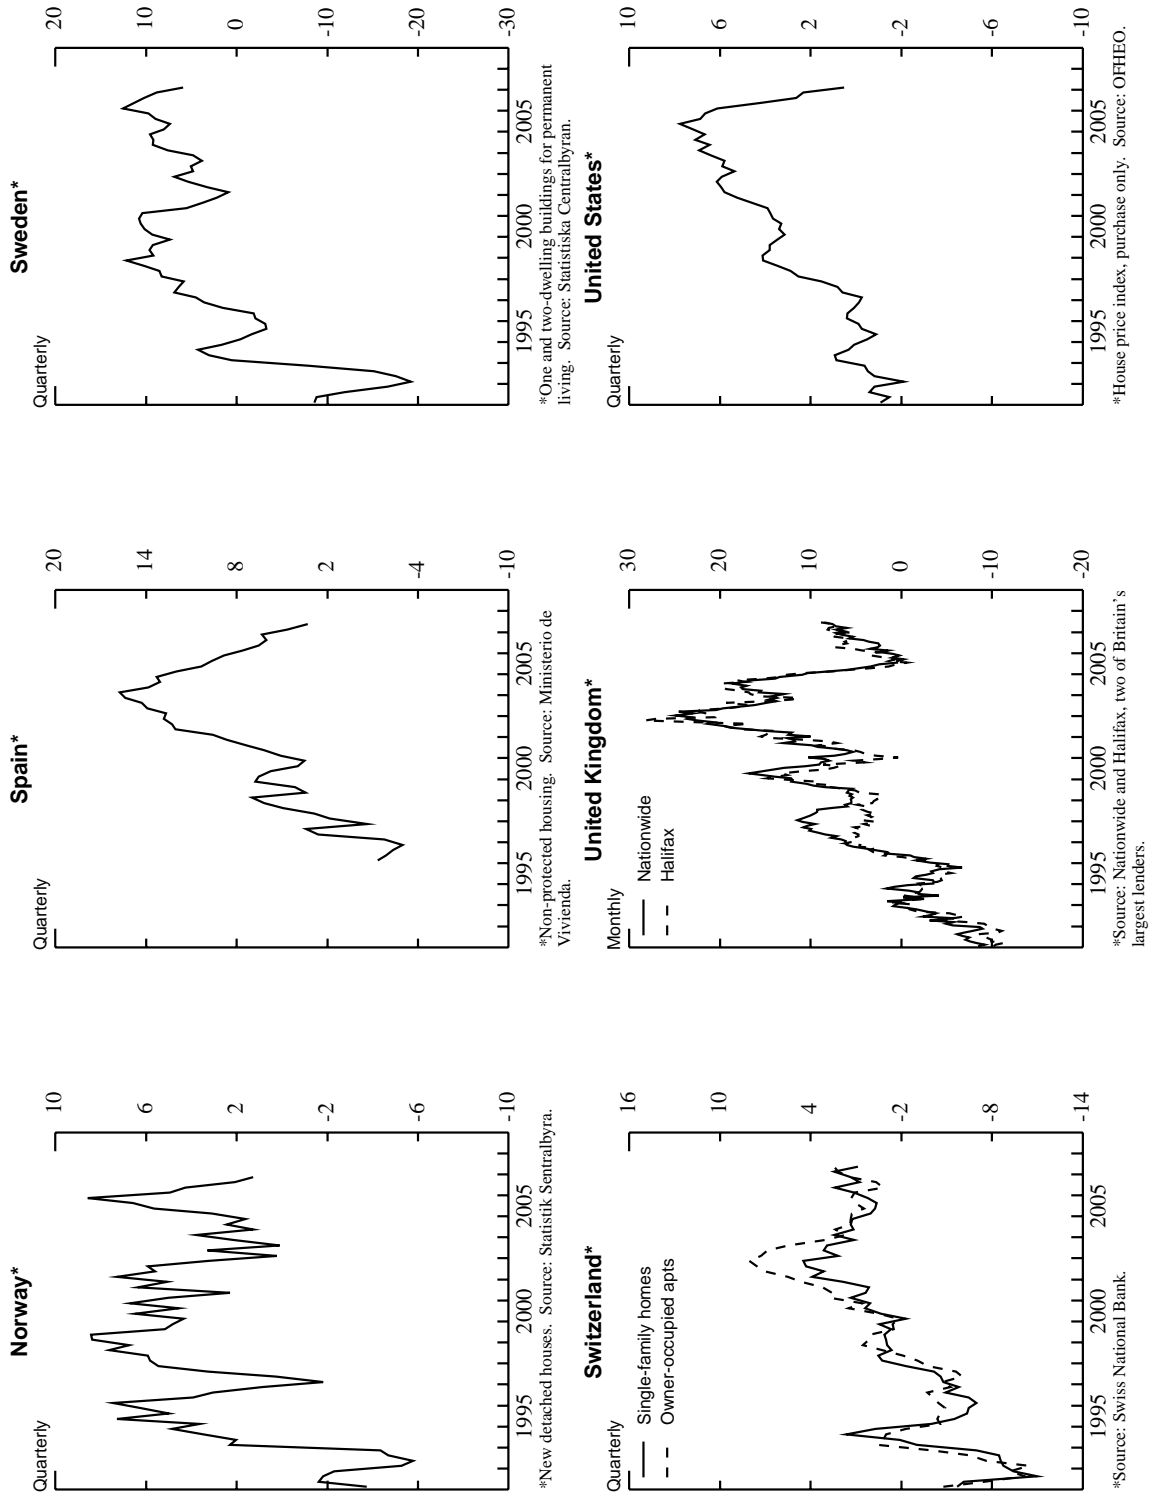 Norway*
Quarterly
10
6
2
-2
-6
-10
1995
2000
2005
*New detached houses. Source: Statistik Sentralbyra.
Spain*
Quarterly
20
14
8
2
-4
-10
1995
2000
2005
*Non-protected housing. Source: Ministerio de
Vivienda.
Sweden*
Quarterly
20
10
0
-10
-20
-30
1995
2000
2005
*One and two-dwelling buildings for permanent
living. Source: Statistiska Centralbyran.
Switzerland*
Quarterly
Single-family homes
Owner-occupied apts
16
10
4
-2
-8
-14
1995
2000
2005
*Source: Swiss National Bank.
United Kingdom*
Monthly
Nationwide
Halifax
30
20
10
0
-10
-20
1995
2000
2005
*Source: Nationwide and Halifax, two of Britain's
largest lenders.
United States*
Quarterly
10
6
2
-2
-6
-10
1995
2000
2005
*House price index, purchase only. Source: OFHEO.